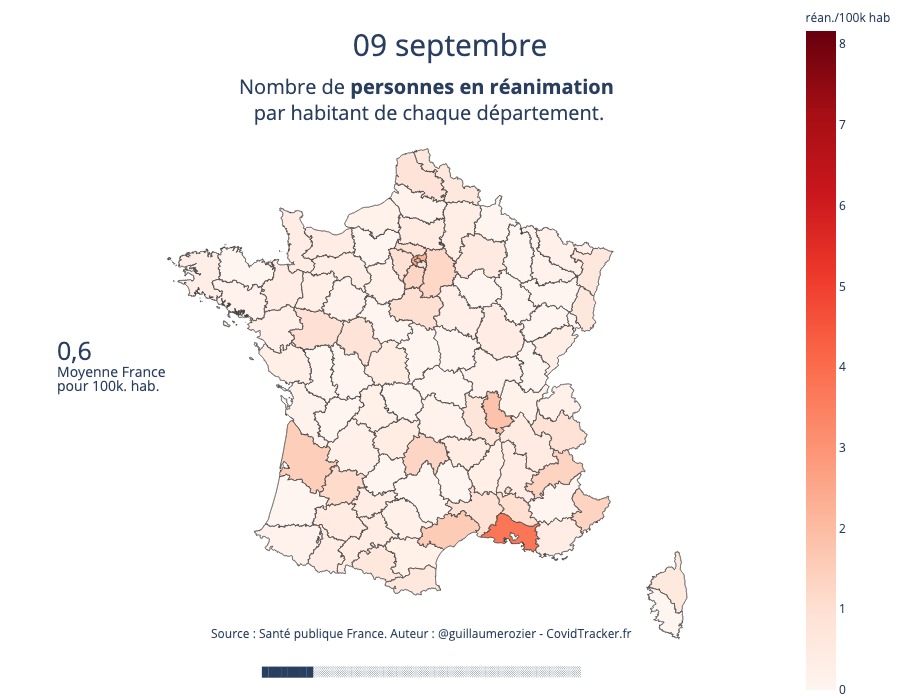 réan./100k hab
09 septembre
Nombre de personnes en réanimation
par habitant de chaque département.
8
7
6
5
4
3
2
1
0
0,6
Moyenne France
pour 100k. hab.
Source : Santé publique France. Auteur : @guillaumerozier - CovidTracker.fr